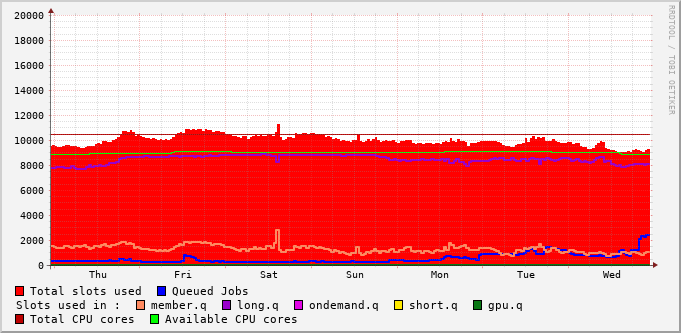 20000
18000
16000
14000
12000
10000
8000
6000
4000
2000
0
Thu Fri Sat Sun Mon Tue Wed
Total slots used Queued Jobs
Slots used in : member.q long.q ondemand.q short.q gpu.q
Total CPU cores Available CPU cores
RRDTOOL / TOBI OETIKER